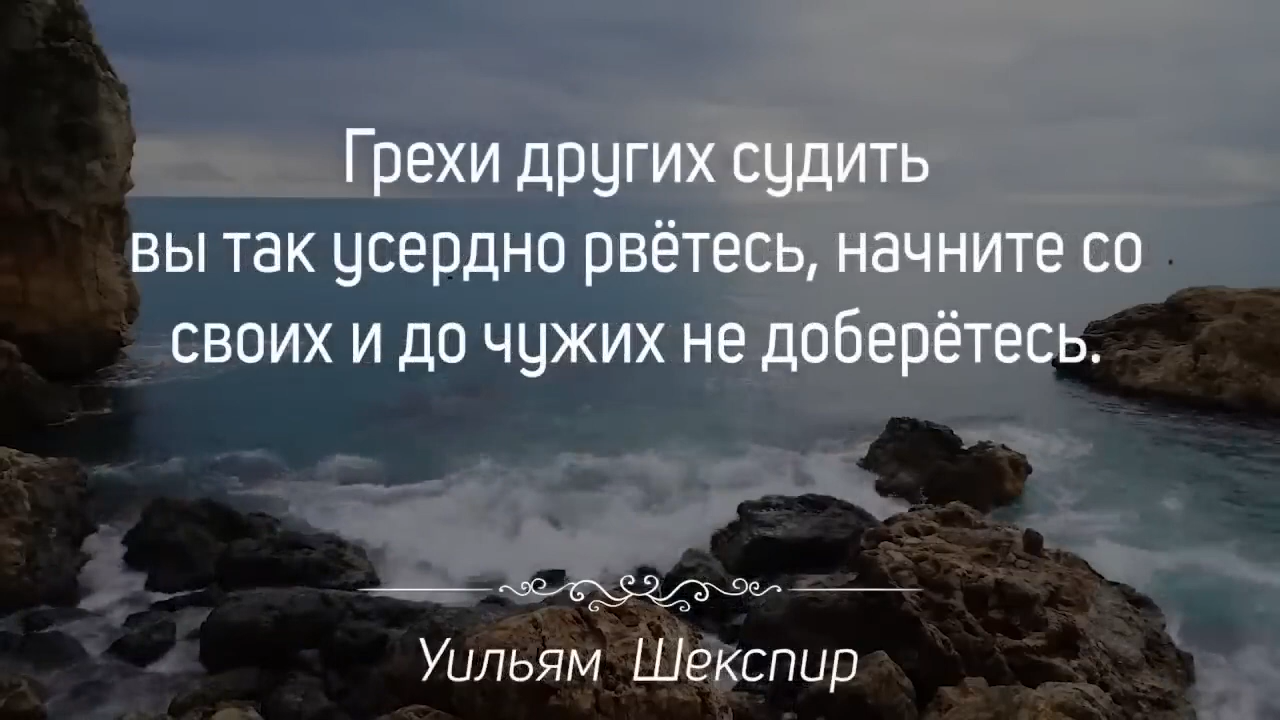 Грехи других судить
вы так усердно рвётесь, начните со
своих и до чужих не доберётесь.
Уильям Шекспир